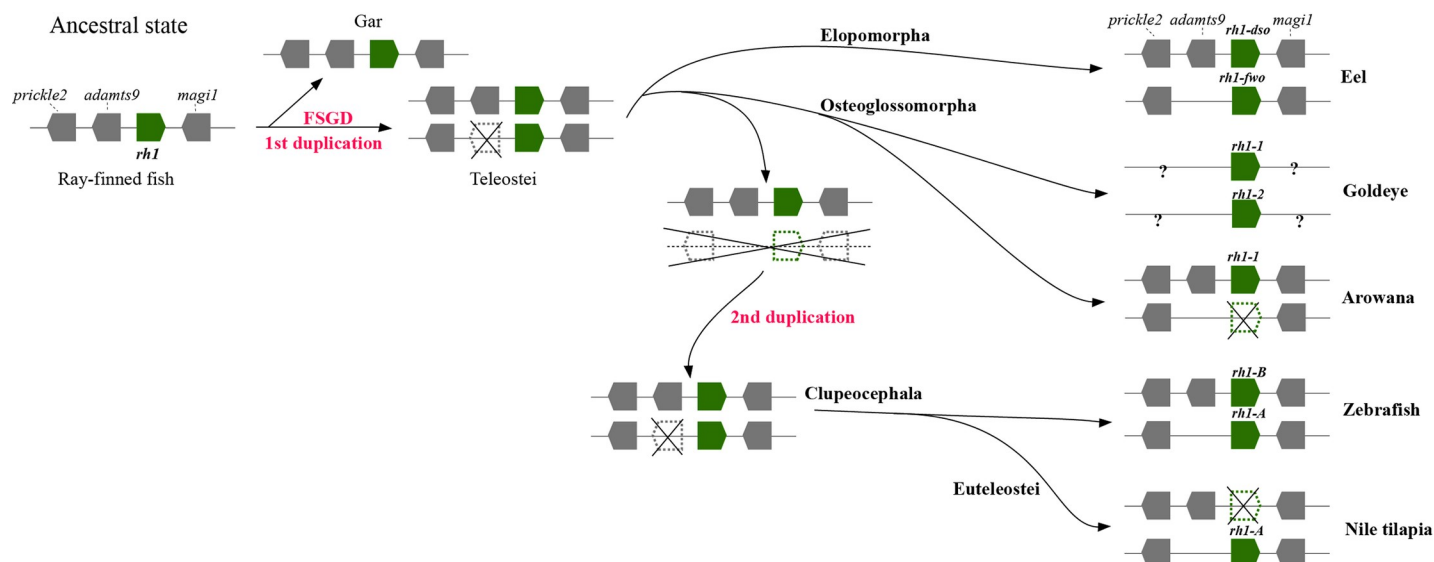 Ancestral state
prickle2
adamts9
magi1
rh1
Ray-finned fish
Gar
FSGD
1st duplication
Teleostei
Elopomorpha
Osteoglossomorpha
2nd duplication
Clupeocephala
Euteleostei
prickle2
adamts9
rh1-dso
magi1
rh1-fwo
Eel
rh1-1
? ?
rh1-2
? ?
Goldeye
rh1-1
Arowana
rh1-B
rh1-A
Zebrafish
rh1-A
Nile tilapia